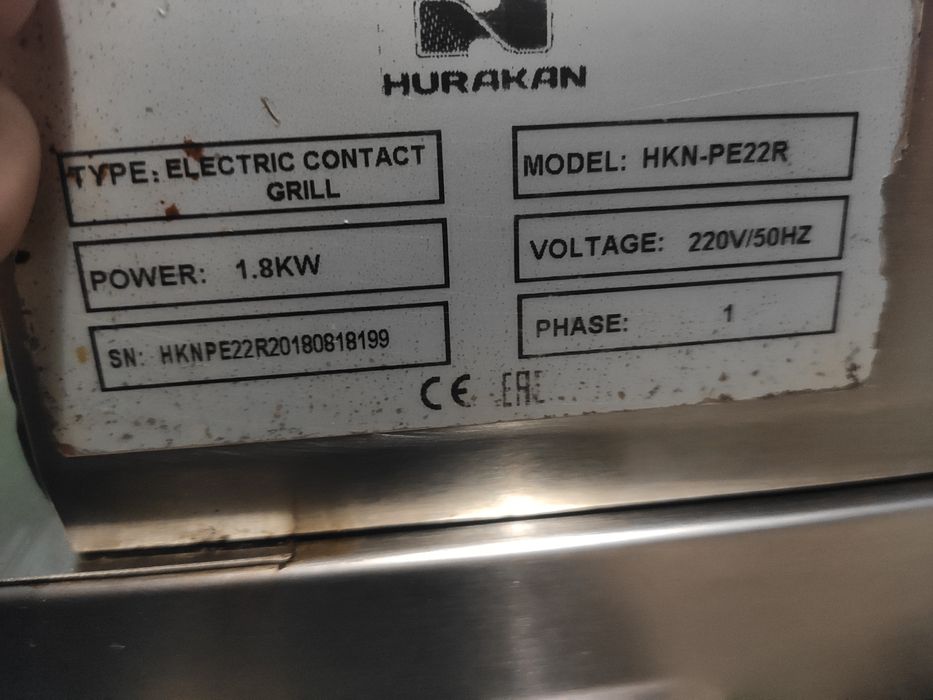 HURAKAN
TYPE: ELECTRIC CONTACT
GRILL
MODEL: HKN-PE22R
POWER: 1.8KW
VOLTAGE: 220V/50HZ
SN: HKNPE22R20180818199
PHASE: 1
CE EAC